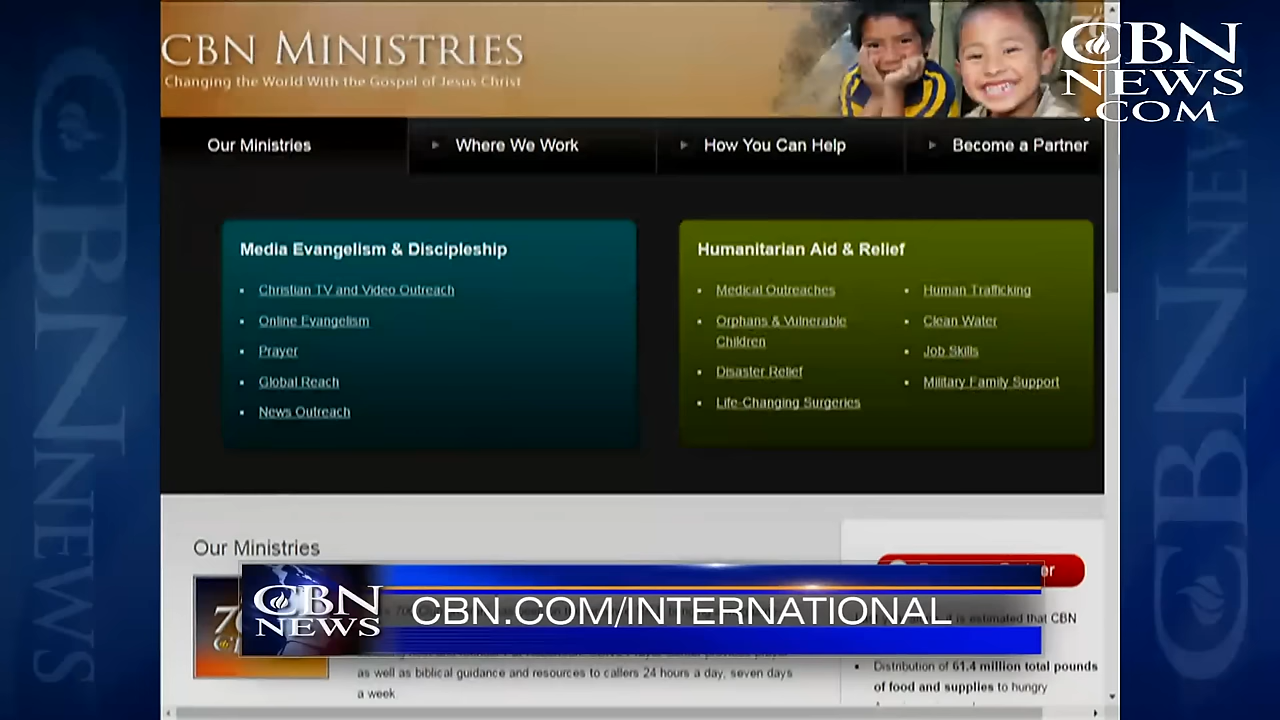 CBN MINISTRIES
Changing the World With the Gospel of Jesus Christ
CBN
NEWS
.COM
Our Ministries
Where We Work
How You Can Help
Become a Partner
Media Evangelism & Discipleship
Christian TV and Video Outreach
Online Evangelism
Prayer
Global Reach
News Outreach
Humanitarian Aid & Relief
Medical Outreaches
Orphans & Vulnerable
Children
Disaster Relief
Life-Changing Surgeries
Human Trafficking
Clean Water
Job Skills
Military Family Support
CBN NEWS
CBN NEWS
Our Ministries
CBN
NEWS
CBN.COM/INTERNATIONAL
is estimated that CBN
as well as biblical guidance and resources to callers 24 hours a day, seven days
a week
Distribution of 61.4 million total pounds
of food and supplies to hungry